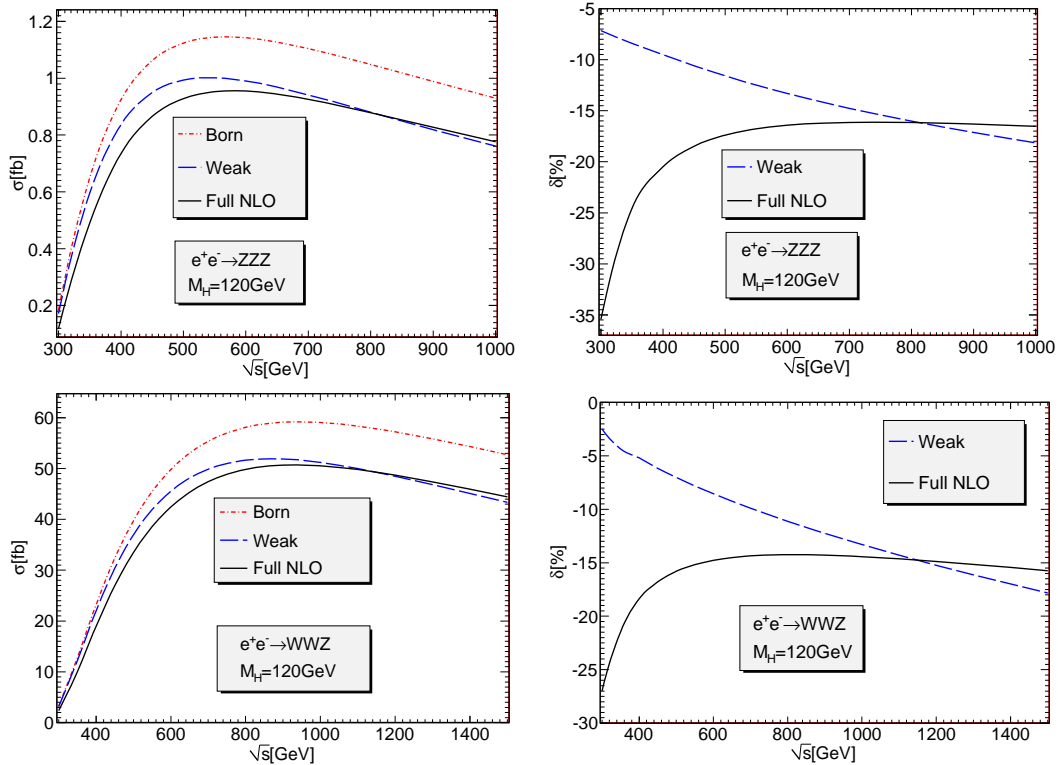 σ[fb]
1.2
1
0.8
0.6
0.4
0.2
Born
Weak
Full NLO
e⁺e⁻→ZZZ
M_H=120GeV
300 400 500 600 700 800 900 1000
√s[GeV]
δ[%]
-5
-10
-15
-20
-25
-30
-35
Weak
Full NLO
e⁺e⁻→ZZZ
M_H=120GeV
300 400 500 600 700 800 900 1000
√s[GeV]
σ[fb]
60
50
40
30
20
10
0
Born
Weak
Full NLO
e⁺e⁻→WWZ
M_H=120GeV
400 600 800 1000 1200 1400
√s[GeV]
δ[%]
0
-5
-10
-15
-20
-25
-30
Weak
Full NLO
e⁺e⁻→WWZ
M_H=120GeV
400 600 800 1000 1200 1400
√s[GeV]